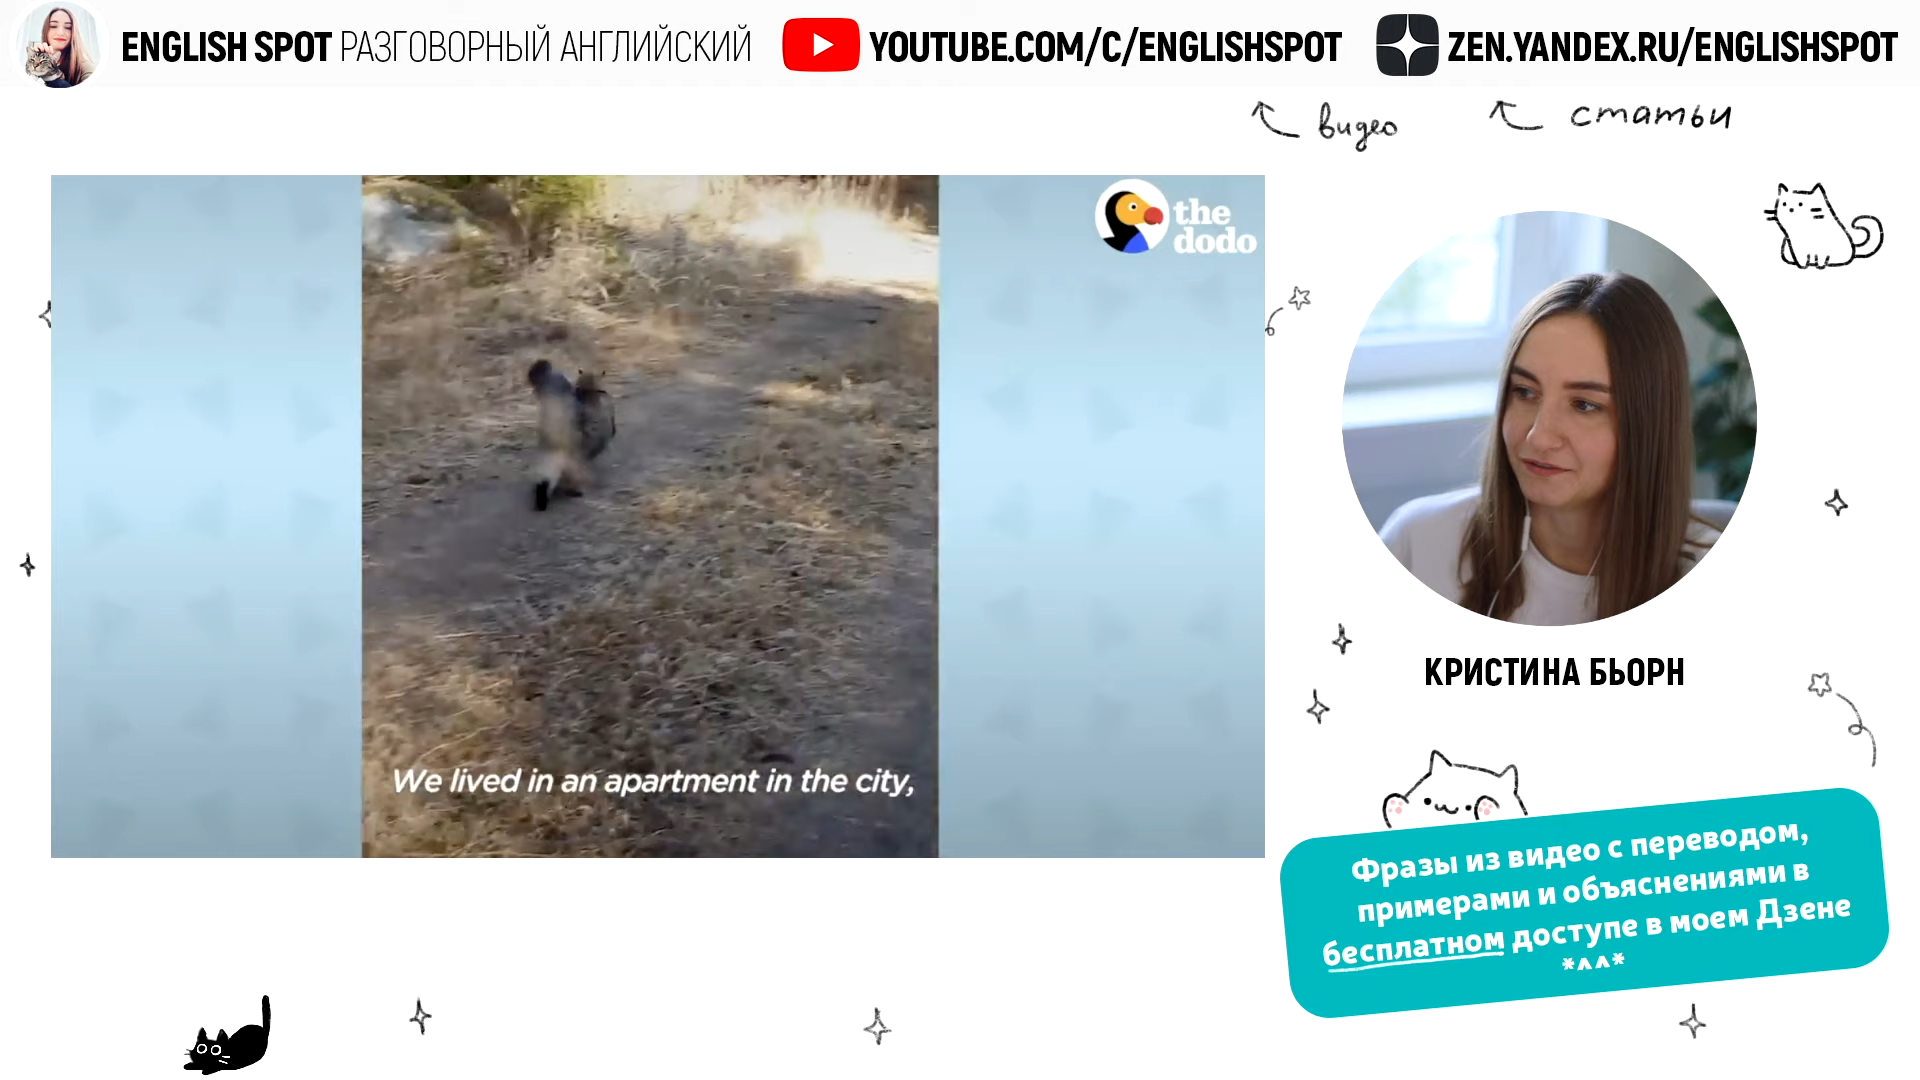 ENGLISH SPOT РАЗГОВОРНЫЙ АНГЛИЙСКИЙ
YOUTUBE.COM/C/ENGLISHSPOT
ZEN.YANDEX.RU/ENGLISHSPOT
видео
статьи
the
dodo
We lived in an apartment in the city,
КРИСТИНА БЬОРН
Фразы из видео с переводом,
примерами и объяснениями в
бесплатном доступе в моем Дзене
*^^*